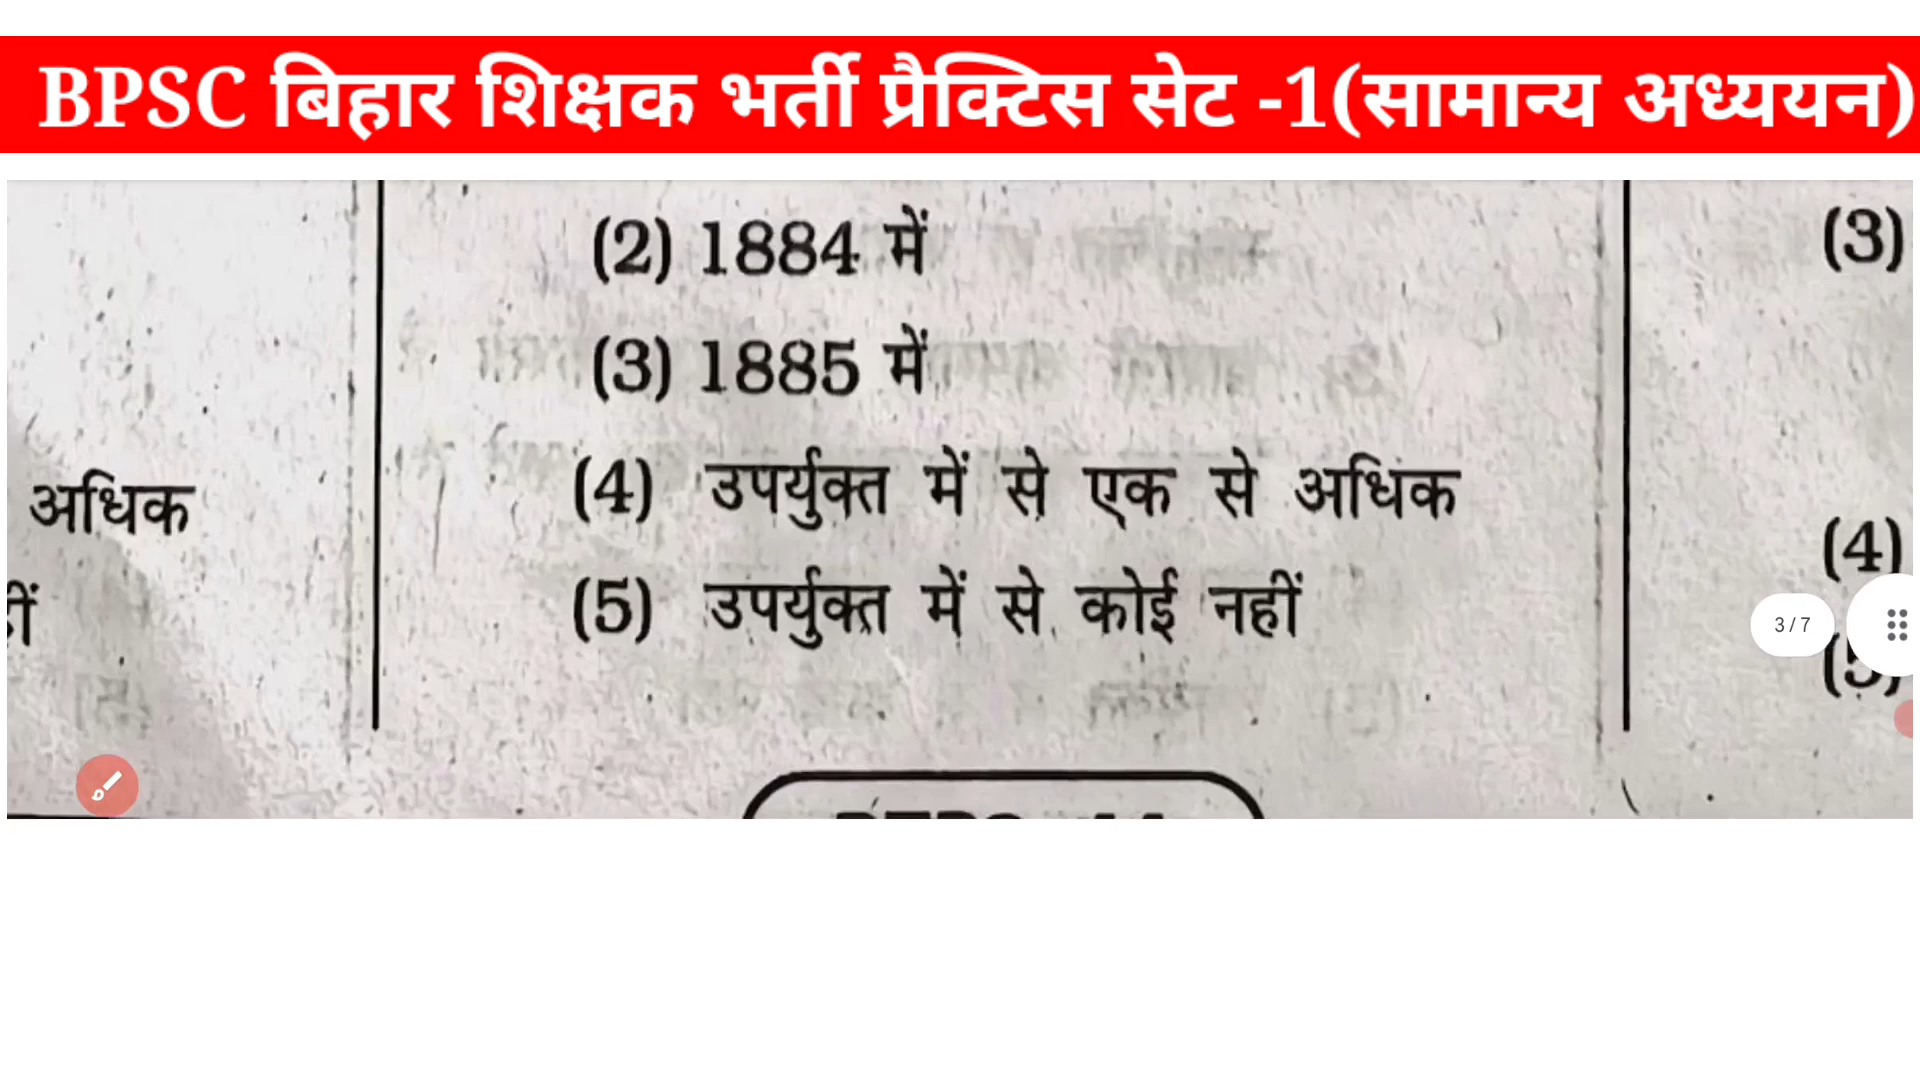 BPSC बिहार शिक्षक भर्ती प्रैक्टिस सेट -1(सामान्य अध्ययन)
(2) 1884 में
(3) 1885 में
(4) उपर्युक्त में से एक से अधिक
(5) उपर्युक्त में से कोई नहीं
अधिक
(3)
(4)
(5)
3 / 7